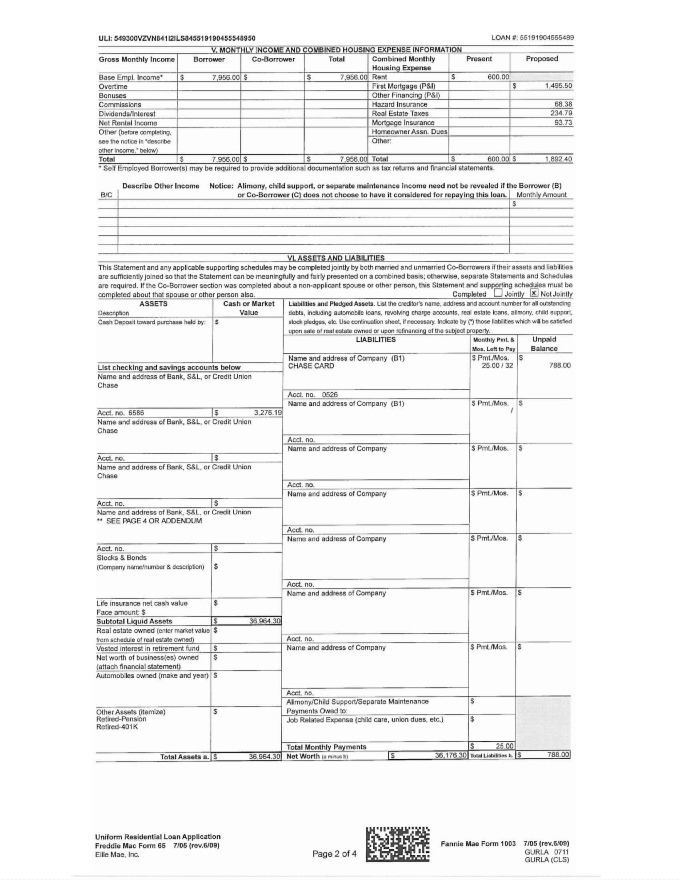 ULI: 549300VZVN841I2ILS84551919045554​8950 LOAN #: 55191904555489
V. MONTHLY INCOME AND COMBINED HOUSING EXPENSE INFORMATION
Gross Monthly Income Borrower Co-Borrower Total Combined Monthly Housing Expense Present Proposed
Base Empl. Income* $ 7,956.00 $ $ 7,956.00 Rent $ 600.00
Overtime First Mortgage (P&I) $ 1,495.50
Bonuses Other Financing (P&I)
Commissions Hazard Insurance 68.38
Dividends/Interest Real Estate Taxes 234.79
Net Rental Income Mortgage Insurance 93.73
Other (before completing, Homeowner Assn. Dues
see the notice in "describe Other:
other income," below)
Total $ 7,956.00 $ $ 7,956.00 Total $ 600.00 $ 1,892.40
* Self Employed Borrower(s) may be required to provide additional documentation such as tax returns and financial statements.
Describe Other Income Notice: Alimony, child support, or separate maintenance income need not be revealed if the Borrower (B)
B/C or Co-Borrower (C) does not choose to have it considered for repaying this loan. Monthly Amount
$
VI. ASSETS AND LIABILITIES
This Statement and any applicable supporting schedules may be completed jointly by both married and unmarried Co-Borrowers if their assets and liabilities
are sufficiently joined so that the Statement can be meaningfully and fairly presented on a combined basis; otherwise, separate Statements and Schedules
are required. If the Co-Borrower section was completed about a non-applicant spouse or other person, this Statement and supporting schedules must be
completed about that spouse or other person also. Completed Jointly X Not Jointly
ASSETS Cash or Market Value
Description
Cash Deposit toward purchase held by: $
List checking and savings accounts below
Name and address of Bank, S&L, or Credit Union
Chase
Acct. no. 6586 $ 3,276.19
Name and address of Bank, S&L, or Credit Union
Chase
Acct. no. $
Name and address of Bank, S&L, or Credit Union
Chase
Acct. no. $
Name and address of Bank, S&L, or Credit Union
** SEE PAGE 4 OR ADDENDUM
Acct. no. $
Stocks & Bonds
(Company name/number & description) $
Life insurance net cash value $
Face amount: $
Subtotal Liquid Assets $ 36,964.30
Real estate owned (enter market value $
from schedule of real estate owned)
Vested interest in retirement fund $
Net worth of business(es) owned $
(attach financial statement)
Automobiles owned (make and year) $
Other Assets (itemize) $
Retired-Pension
Retired-401K
Total Assets a. $ 36,964.30
Liabilities and Pledged Assets. List the creditor's name, address and account number for all outstanding
debts, including automobile loans, revolving charge accounts, real estate loans, alimony, child support,
stock pledges, etc. Use continuation sheet, if necessary. Indicate by (*) those liabilities which will be satisfied
upon sale of real estate owned or upon refinancing of the subject property.
LIABILITIES Monthly Pmt. & Mos. Left to Pay Unpaid Balance
Name and address of Company (B1) $ Pmt./Mos. $
CHASE CARD 25.00 / 32 788.00
Acct. no. 0526
Name and address of Company (B1) $ Pmt./Mos. $
/
Acct. no.
Name and address of Company $ Pmt./Mos. $
Acct. no.
Name and address of Company $ Pmt./Mos. $
Acct. no.
Name and address of Company $ Pmt./Mos. $
Acct. no.
Name and address of Company $ Pmt./Mos. $
Acct. no.
Name and address of Company $ Pmt./Mos. $
Acct. no.
Alimony/Child Support/Separate Maintenance $
Payments Owed to:
Job Related Expense (child care, union dues, etc.) $
Total Monthly Payments $ 25.00
Net Worth (a minus b) $ 36,176.30 Total Liabilities b. $ 788.00
Uniform Residential Loan Application
Freddie Mac Form 65 7/05 (rev.6/09)
Ellie Mae, Inc.
Page 2 of 4
Fannie Mae Form 1003 7/05 (rev.6/09)
GURLA 0711
GURLA (CLS)